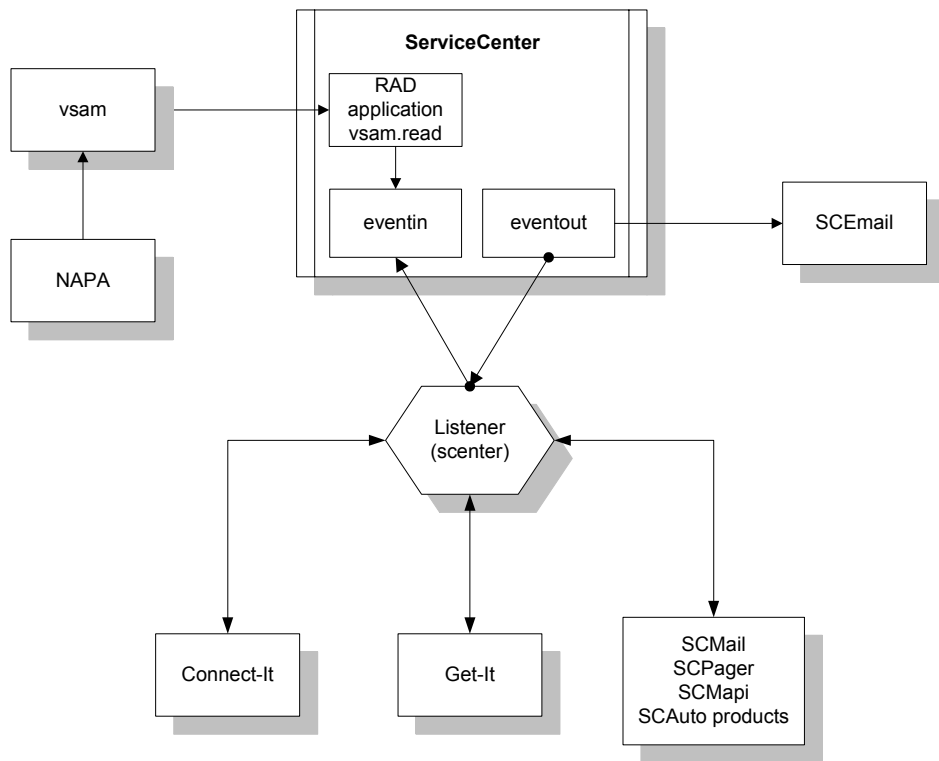 ServiceCenter
vsam
RAD
application
vsam.read
eventin
eventout
SCEmail
NAPA
Listener
(scenter)
Connect-It
Get-It
SCMail
SCPager
SCMapi
SCAuto products